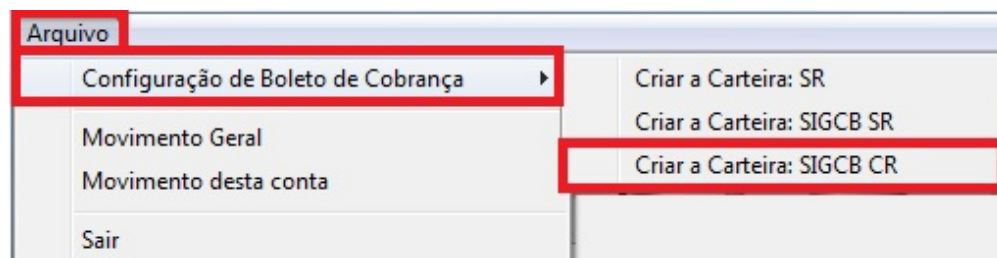 Arquivo
Configuração de Boleto de Cobrança
Movimento Geral
Movimento desta conta
Sair
Criar a Carteira: SR
Criar a Carteira: SIGCB SR
Criar a Carteira: SIGCB CR